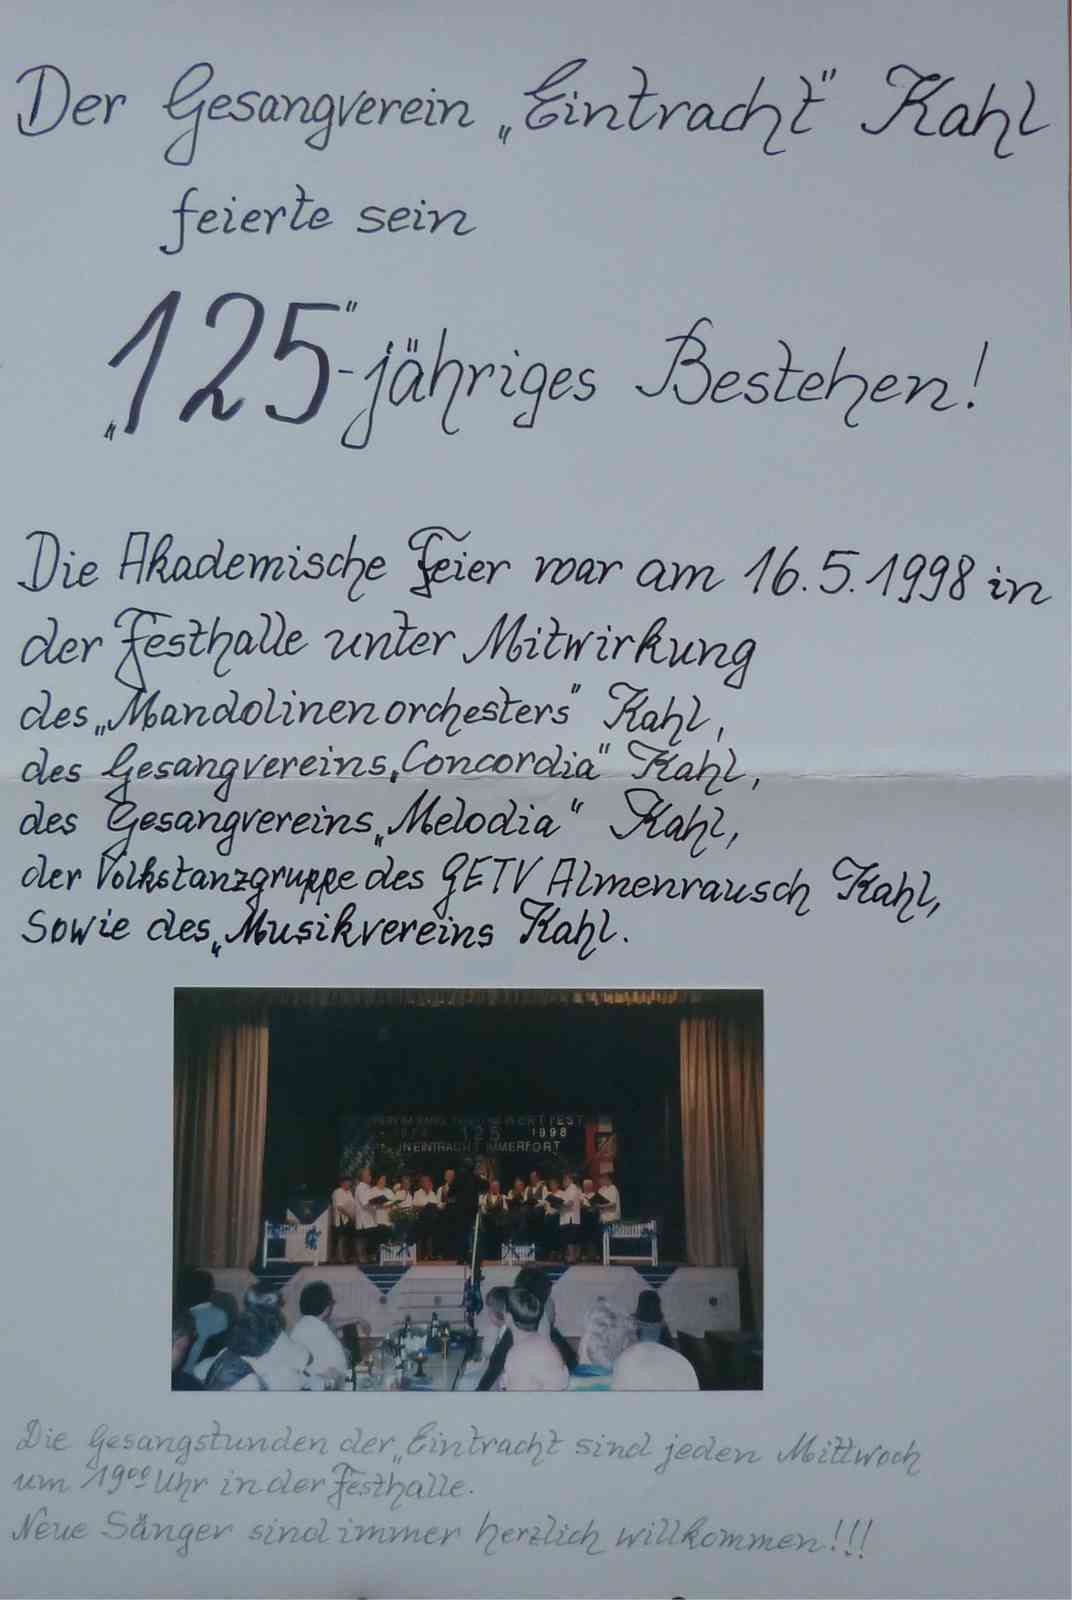 Der Gesangverein „Eintracht" Kahl
feierte sein
„125"-jähriges Bestehen!
Die Akademische Feier war am 16.5.1998 in
der Festhalle unter Mitwirkung
des „Mandolinenorchesters" Kahl,
des Gesangvereins „Concordia" Kahl,
des Gesangvereins „Melodia" Kahl,
der Volkstanzgruppe des GETV Almenrausch Kahl,
Sowie des „Musikvereins Kahl.
125 1998
IN EINTRACHT IMMERFORT
Die Gesangstunden der „Eintracht sind jeden Mittwoch
um 19⁰⁰ Uhr in der Festhalle.
Neue Sänger sind immer herzlich willkommen!!!